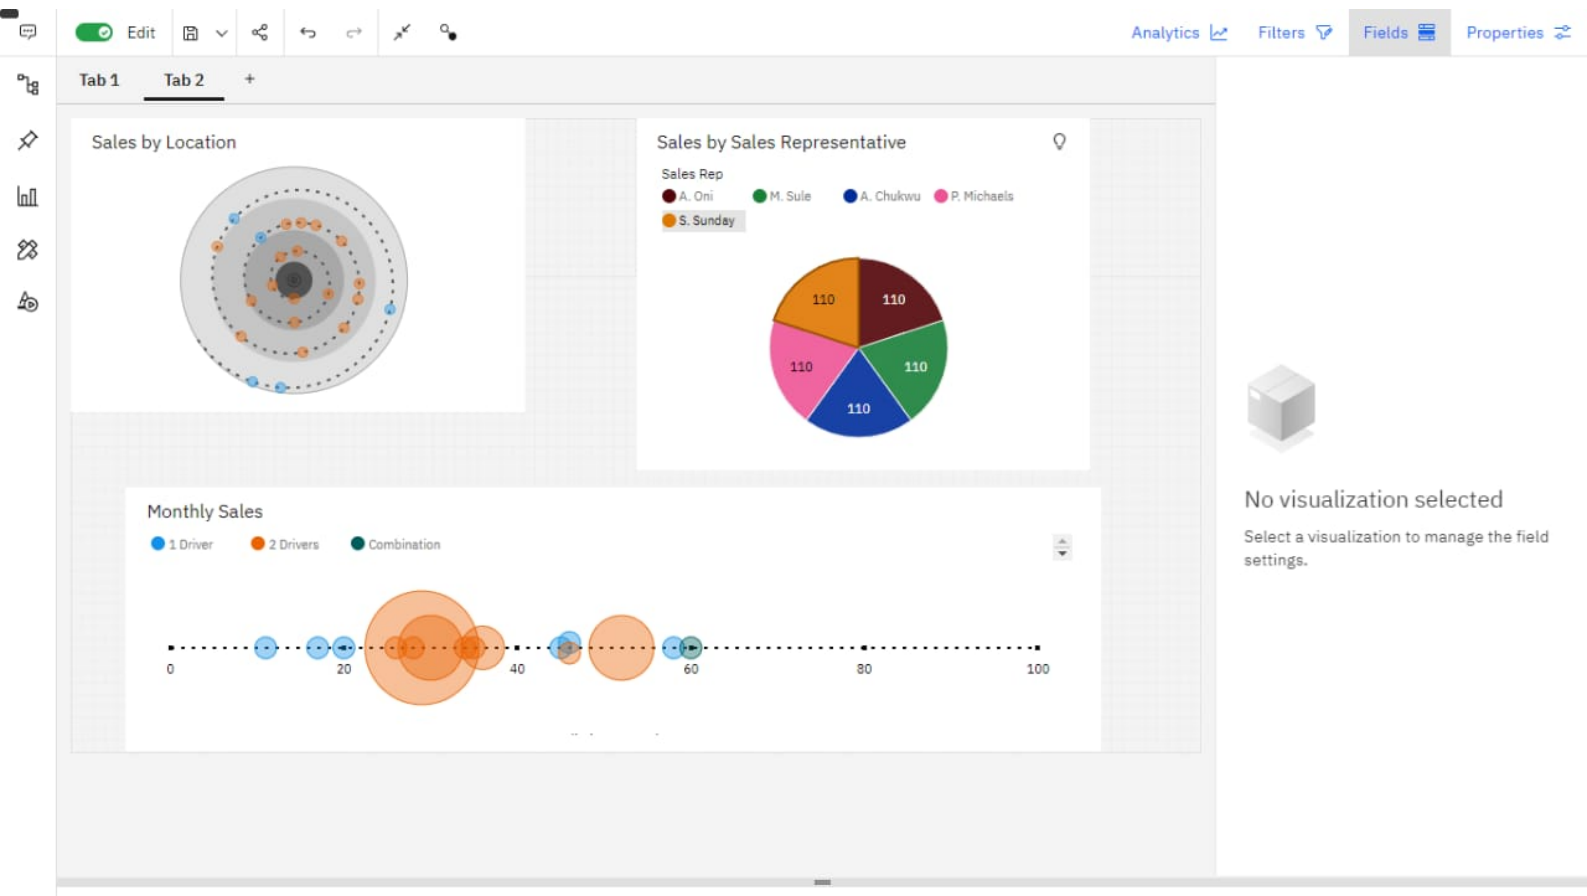 Edit
Analytics Filters Fields Properties
Tab 1 Tab 2 +
Sales by Location
Sales by Sales Representative
Sales Rep
A. Oni M. Sule A. Chukwu P. Michaels
S. Sunday
110 110
110 110
110
No visualization selected
Select a visualization to manage the field
settings.
Monthly Sales
1 Driver 2 Drivers Combination
0 20 40 60 80 100